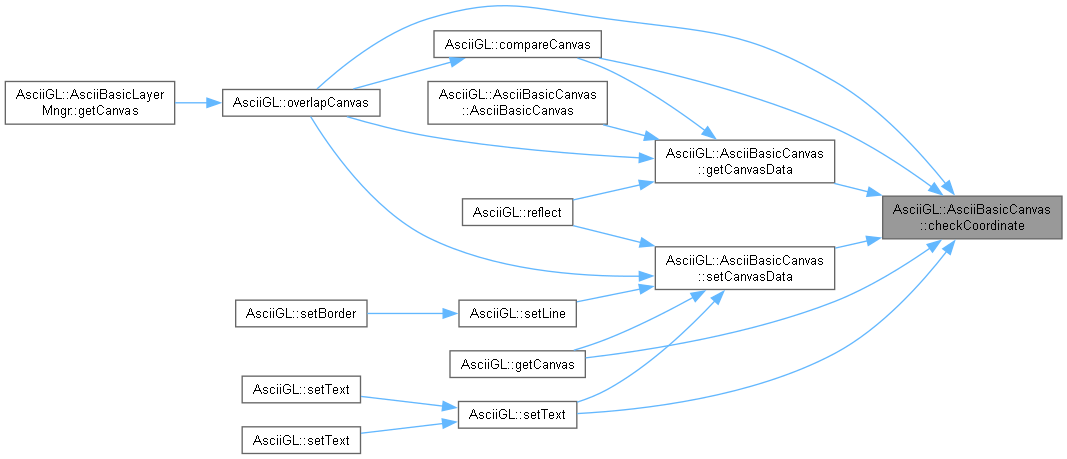 AsciiGL::compareCanvas
AsciiGL::AsciiBasicLayer
Mngr::getCanvas
AsciiGL::overlapCanvas
AsciiGL::AsciiBasicCanvas
::AsciiBasicCanvas
AsciiGL::AsciiBasicCanvas
::getCanvasData
AsciiGL::reflect
AsciiGL::AsciiBasicCanvas
::checkCoordinate
AsciiGL::AsciiBasicCanvas
::setCanvasData
AsciiGL::setBorder
AsciiGL::setLine
AsciiGL::getCanvas
AsciiGL::setText
AsciiGL::setText
AsciiGL::setText